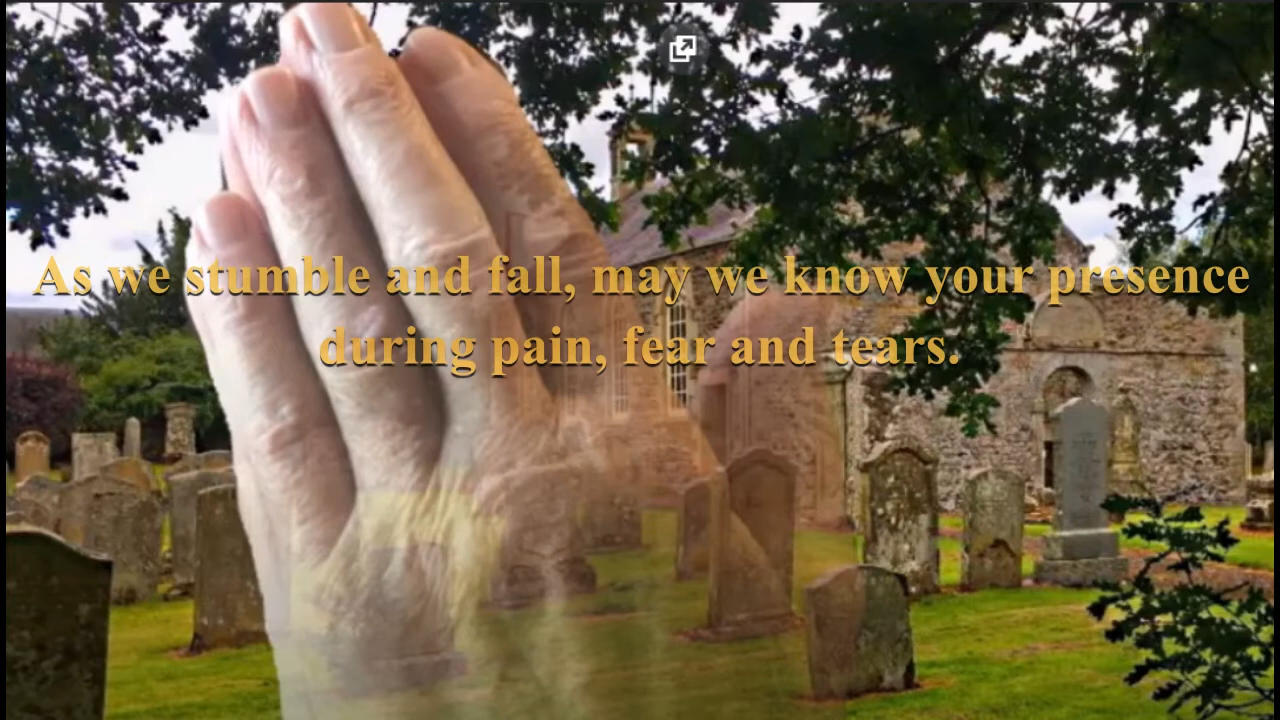 As we stumble and fall, may we know your presence
during pain, fear and tears.